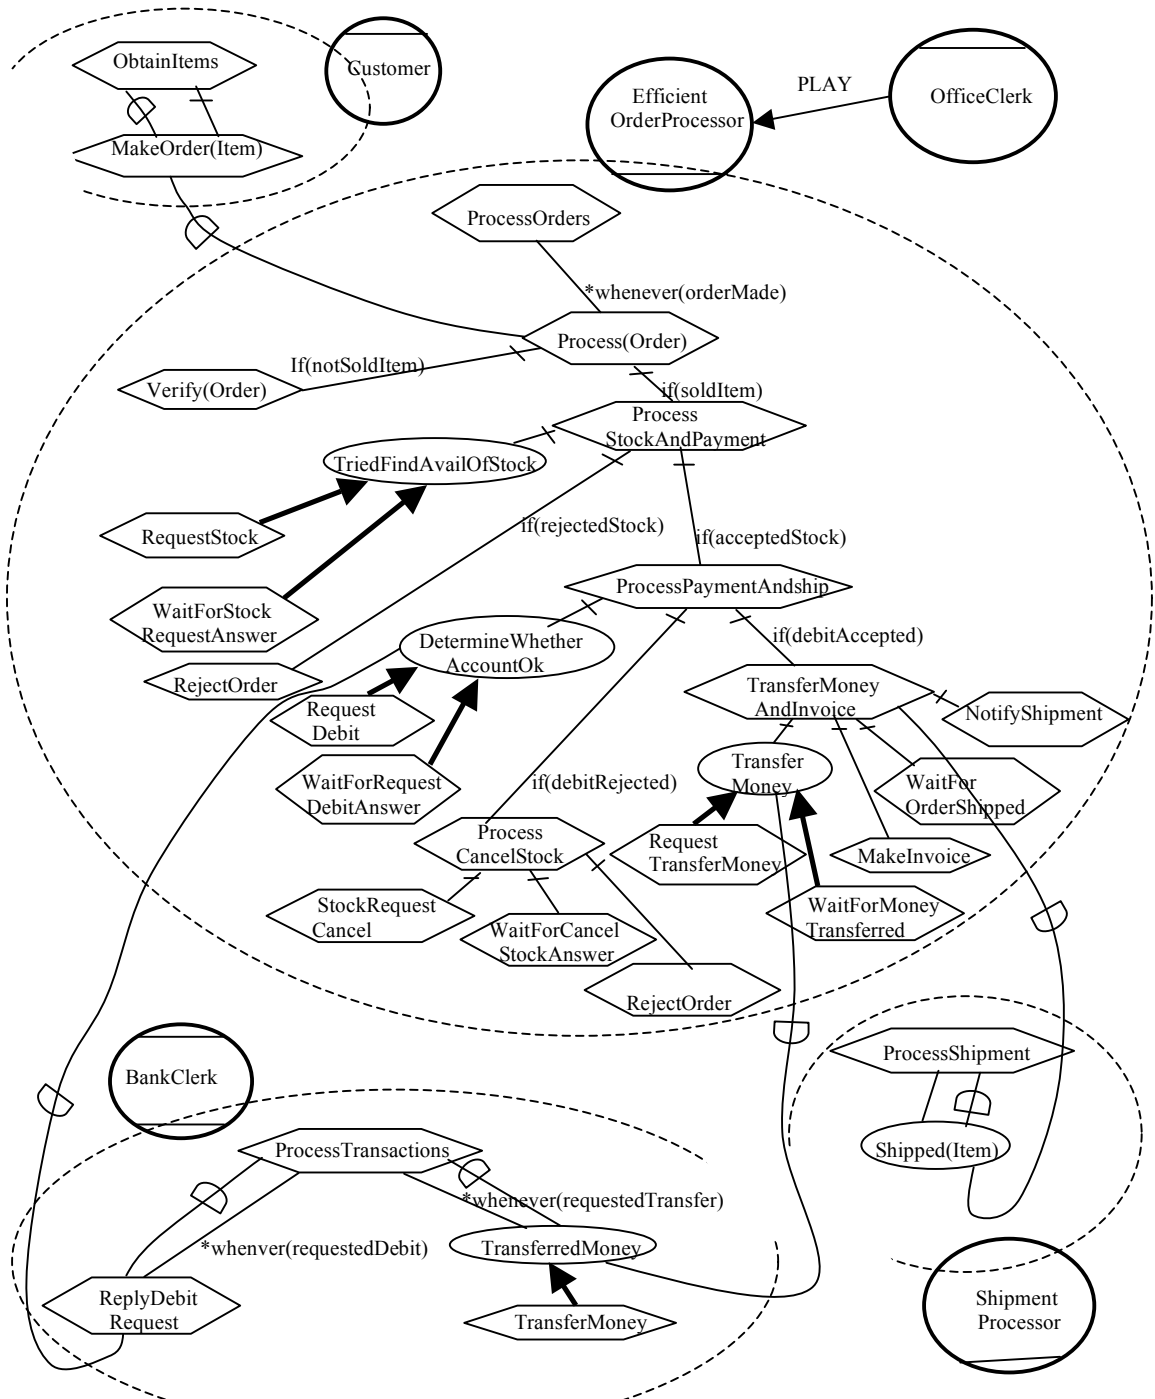 ObtainItems
Customer
MakeOrder(Item)
Efficient
OrderProcessor
PLAY
OfficeClerk
ProcessOrders
*whenever(orderMade)
Process(Order)
If(notSoldItem)
Verify(Order)
if(soldItem)
Process
StockAndPayment
TriedFindAvailOfStock
RequestStock
if(rejectedStock)
if(acceptedStock)
WaitForStock
RequestAnswer
ProcessPaymentAndship
DetermineWhether
AccountOk
if(debitAccepted)
RejectOrder
Request
Debit
TransferMoney
AndInvoice
NotifyShipment
WaitForRequest
DebitAnswer
if(debitRejected)
Transfer
Money
WaitFor
OrderShipped
Process
CancelStock
Request
TransferMoney
MakeInvoice
StockRequest
Cancel
WaitForCancel
StockAnswer
WaitForMoney
Transferred
RejectOrder
BankClerk
ProcessShipment
Shipped(Item)
ProcessTransactions
*whenever(requestedTransfer)
*whenver(requestedDebit)
TransferredMoney
ReplyDebit
Request
TransferMoney
Shipment
Processor